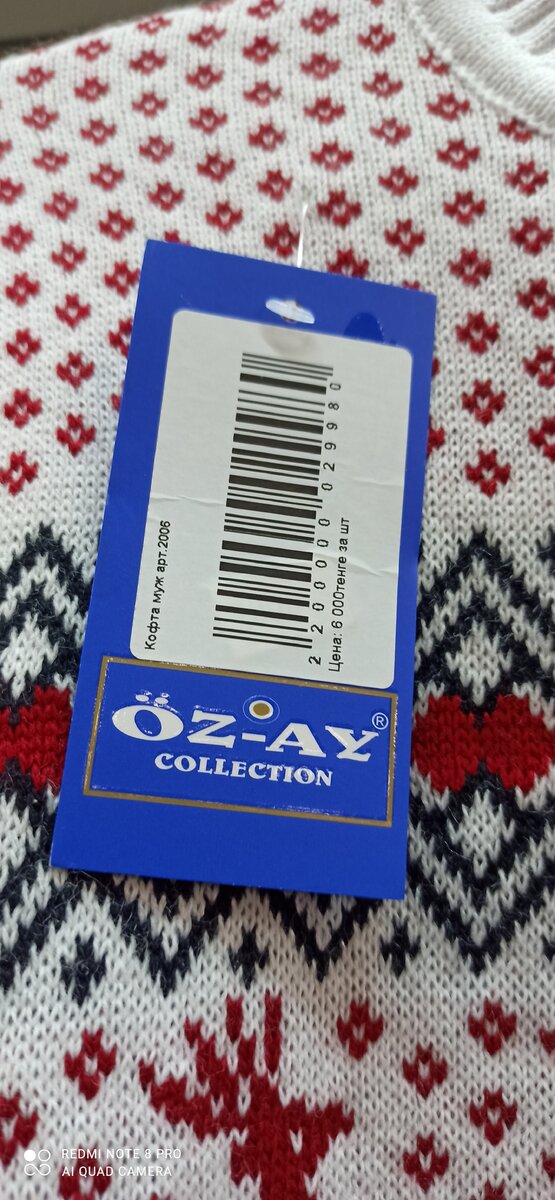 Кофта муж арт.2006
2 200000 029980
Цена: 6 000тенге за шт
ÖZ-AY®
COLLECTION
REDMI NOTE 8 PRO
AI QUAD CAMERA